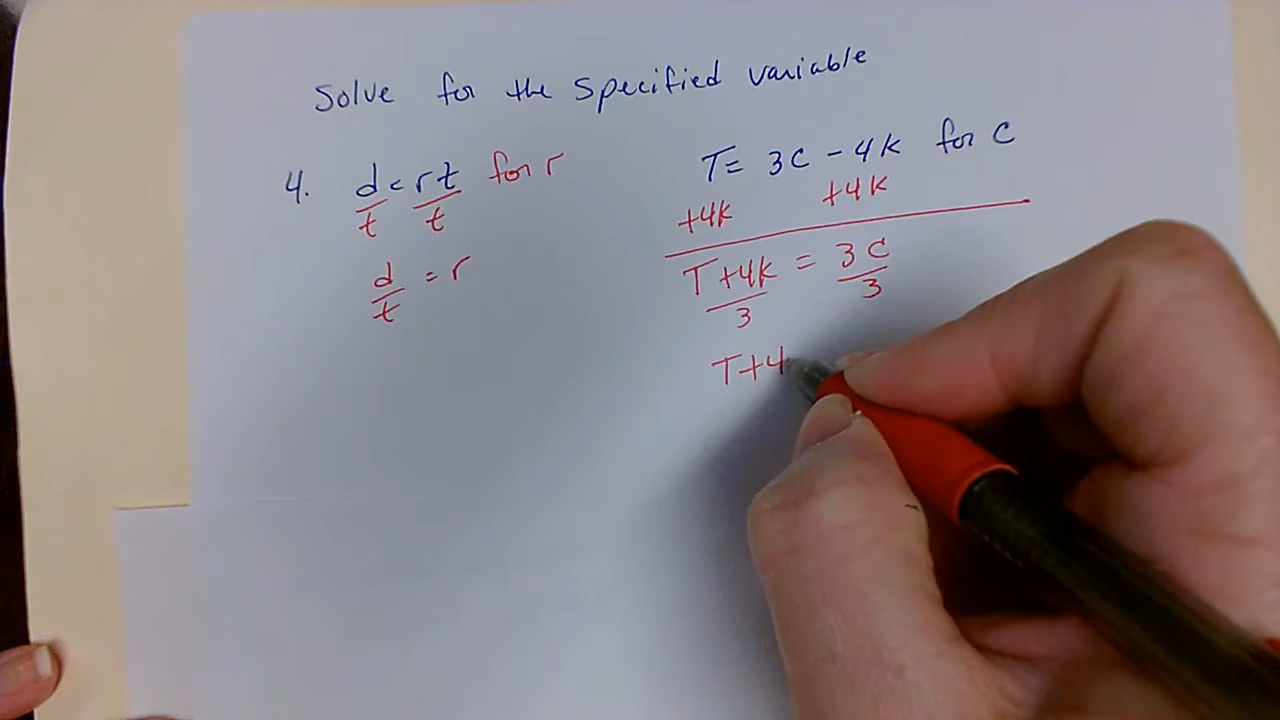 Solve for the specified variable
4. d = rt for r
t t
d/t = r
T = 3C - 4k for C
+4k +4k
T+4k = 3C
3 3
T+4